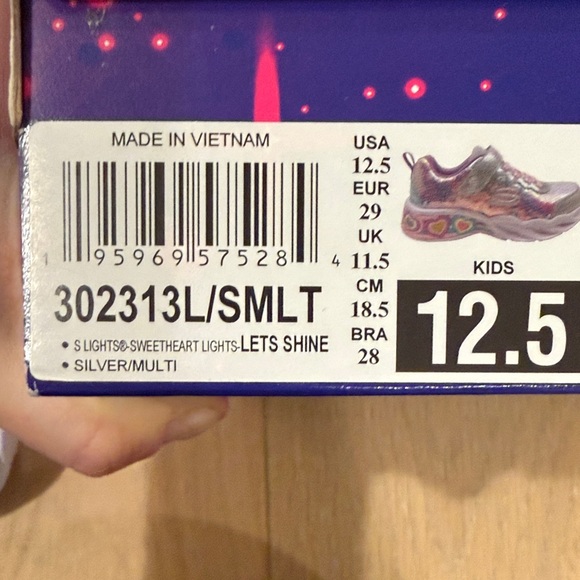 MADE IN VIETNAM
1 95969 57528 4
302313L/SMLT
• S LIGHTS®-SWEETHEART LIGHTS-LETS SHINE
• SILVER/MULTI
USA
12.5
EUR
29
UK
11.5
CM
18.5
BRA
28
KIDS
12.5